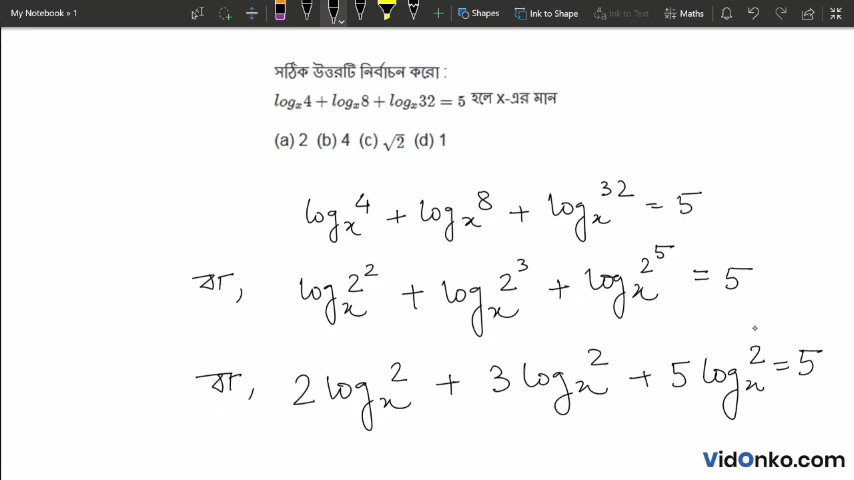 My Notebook » 1
Shapes Ink to Shape Ink to Text Maths
সঠিক উত্তরটি নির্বাচন করো :
logₓ4 + logₓ8 + logₓ32 = 5 হলে x-এর মান
(a) 2 (b) 4 (c) √2 (d) 1
logₓ4 + logₓ8 + logₓ32 = 5
বা, logₓ2² + logₓ2³ + logₓ2⁵ = 5
বা, 2 logₓ2 + 3 logₓ2 + 5 logₓ2 = 5
VidOnko.com